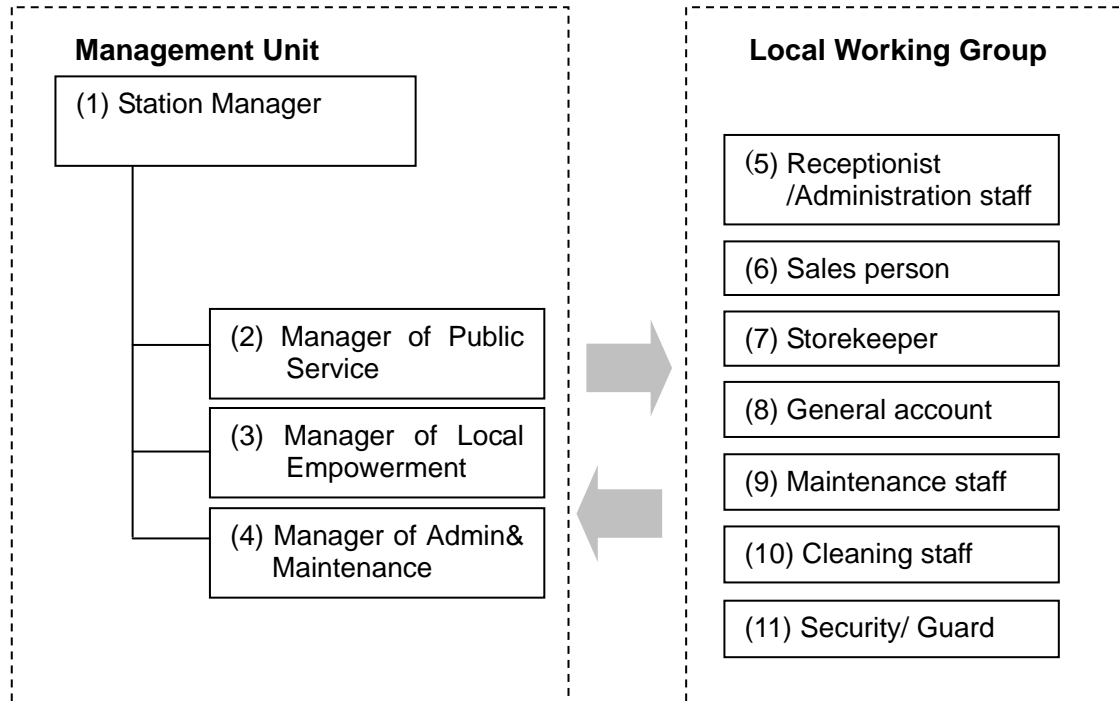 Management Unit
(1) Station Manager
(2) Manager of Public
Service
(3) Manager of Local
Empowerment
(4) Manager of Admin&
Maintenance
Local Working Group
(5) Receptionist
/Administration staff
(6) Sales person
(7) Storekeeper
(8) General account
(9) Maintenance staff
(10) Cleaning staff
(11) Security/ Guard